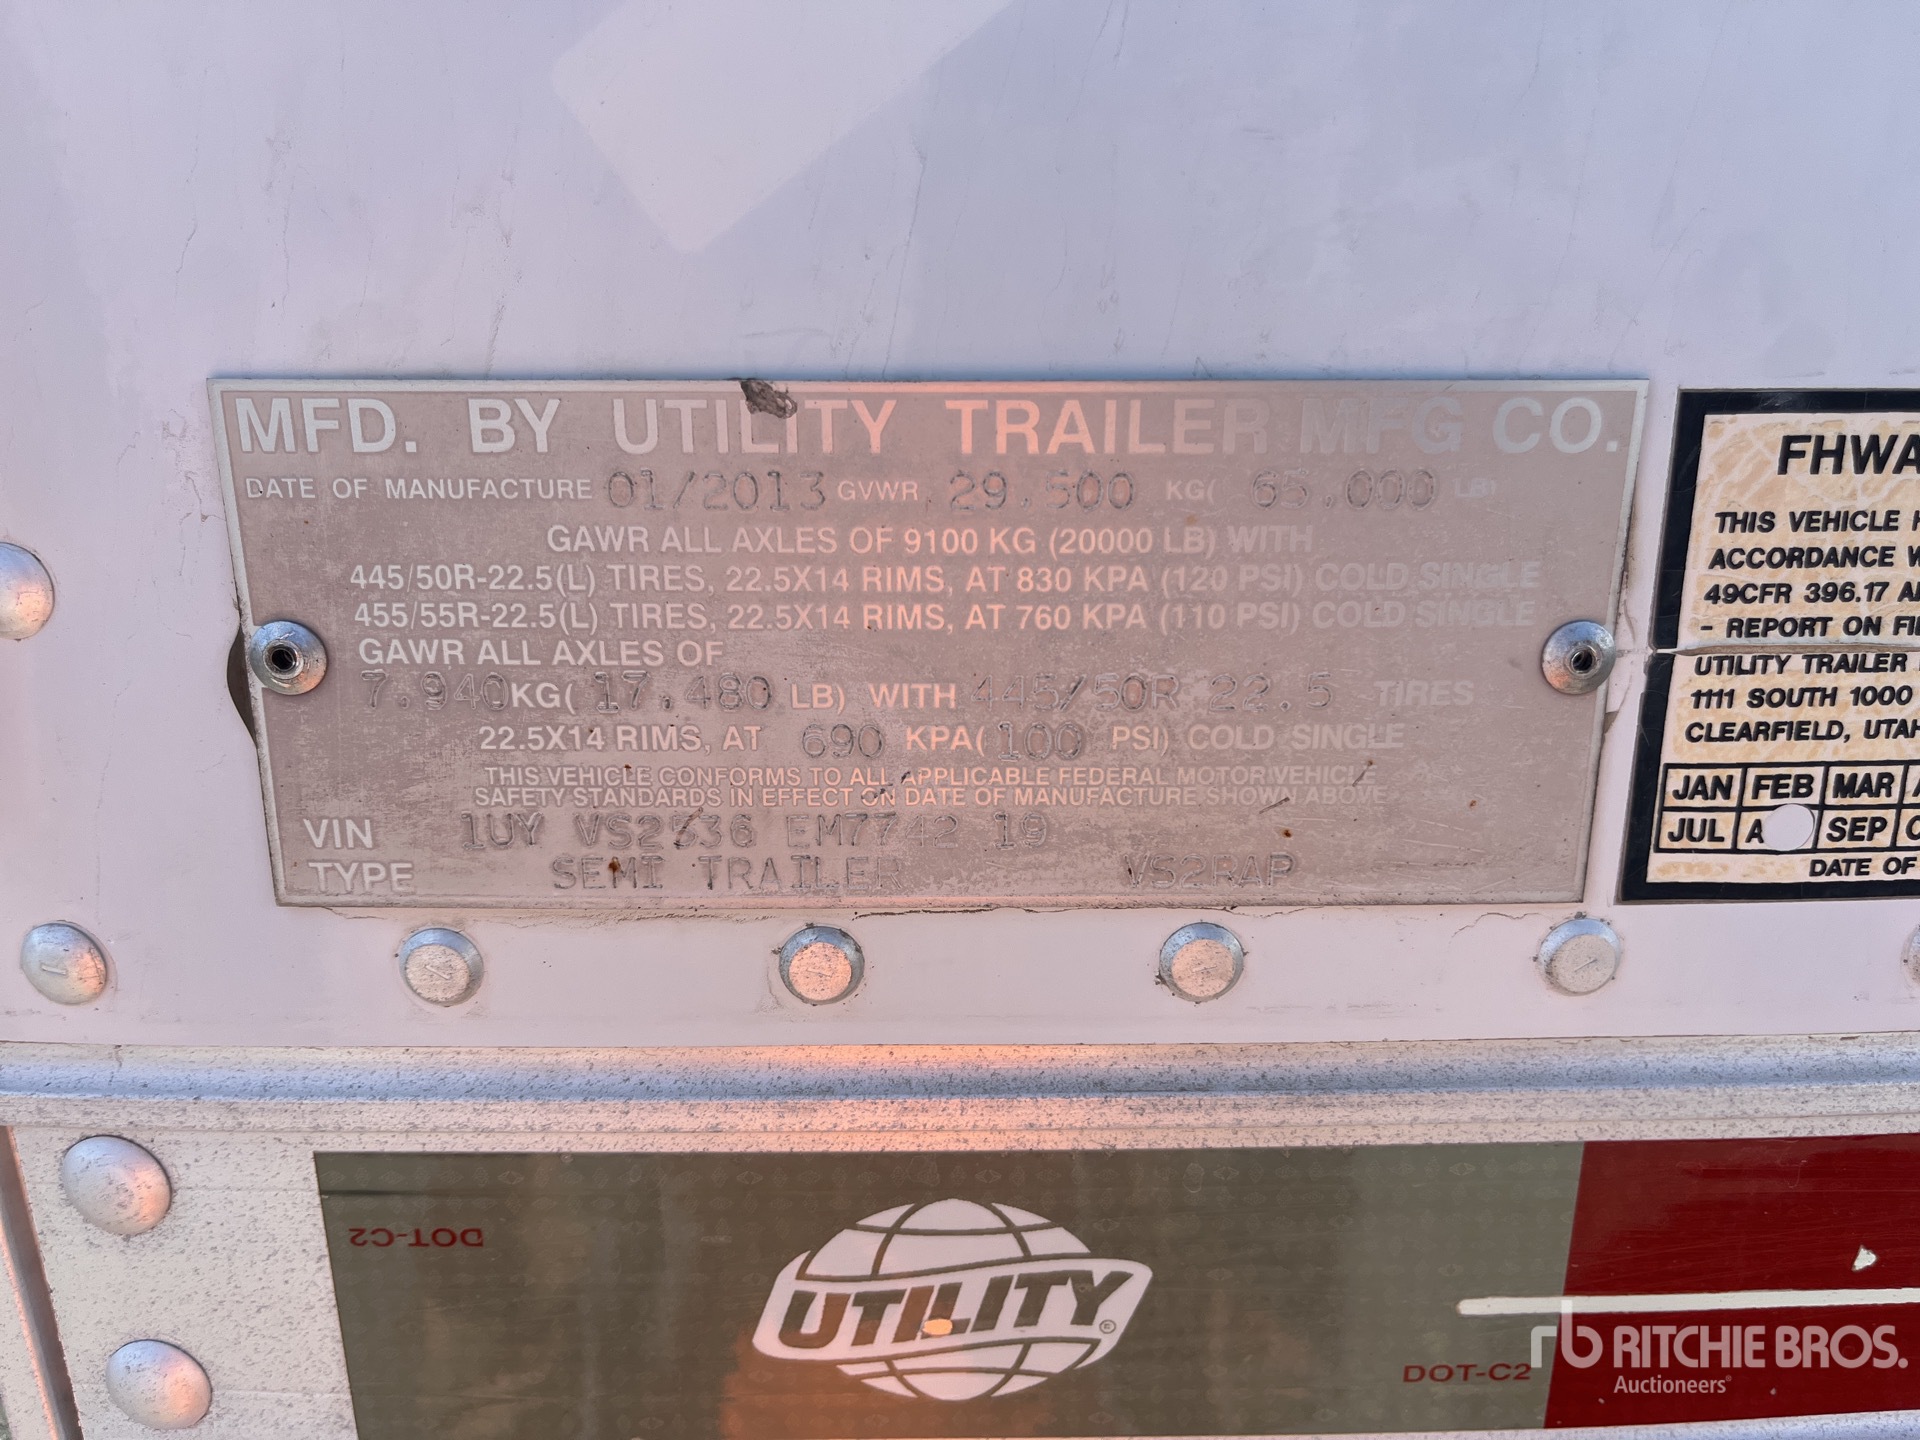 MFD. BY UTILITY TRAILER MFG CO.
DATE OF MANUFACTURE 01/2013 GVWR 29,500 KG( 65,000 LB)
GAWR ALL AXLES OF 9100 KG (20000 LB) WITH
445/50R-22.5(L) TIRES, 22.5X14 RIMS, AT 830 KPA (120 PSI) COLD SINGLE
455/55R-22.5(L) TIRES, 22.5X14 RIMS, AT 760 KPA (110 PSI) COLD SINGLE
GAWR ALL AXLES OF
7,940KG( 17,480 LB) WITH 445/50R 22.5 TIRES
22.5X14 RIMS, AT 690 KPA( 100 PSI) COLD SINGLE
THIS VEHICLE CONFORMS TO ALL APPLICABLE FEDERAL MOTOR VEHICLE
SAFETY STANDARDS IN EFFECT ON DATE OF MANUFACTURE SHOWN ABOVE
VIN 1UY VS2536 EM7742 19
TYPE SEMI TRAILER VS2RAP
FHWA
THIS VEHICLE
ACCORDANCE
49CFR 396.17
- REPORT ON
UTILITY TRAILER
1111 SOUTH 1000
CLEARFIELD, UTAH
JAN FEB MAR
JUL A SEP
DATE OF
DOT-C2
UTILITY
DOT-C2
rb RITCHIE BROS.
Auctioneers